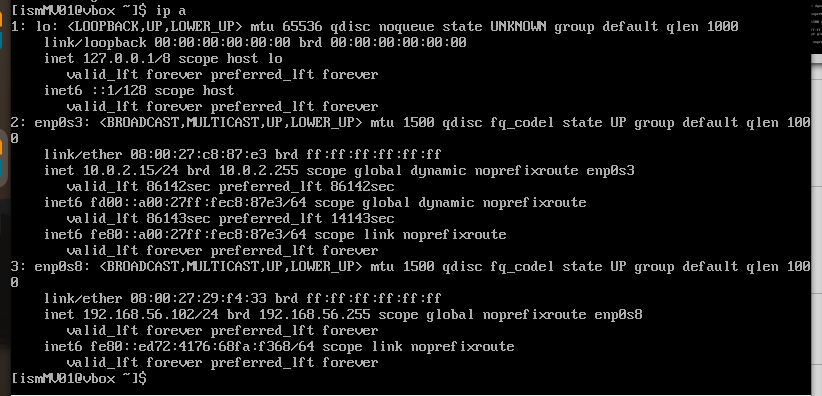 [ismMV01@vbox ~]$ ip a
1: lo: <LOOPBACK,UP,LOWER_UP> mtu 65536 qdisc noqueue state UNKNOWN group default qlen 1000
    link/loopback 00:00:00:00:00:00 brd 00:00:00:00:00:00
    inet 127.0.0.1/8 scope host lo
       valid_lft forever preferred_lft forever
    inet6 ::1/128 scope host
       valid_lft forever preferred_lft forever
2: enp0s3: <BROADCAST,MULTICAST,UP,LOWER_UP> mtu 1500 qdisc fq_codel state UP group default qlen 100
0
    link/ether 08:00:27:c8:87:e3 brd ff:ff:ff:ff:ff:ff
    inet 10.0.2.15/24 brd 10.0.2.255 scope global dynamic noprefixroute enp0s3
       valid_lft 86142sec preferred_lft 86142sec
    inet6 fd00::a00:27ff:fec8:87e3/64 scope global dynamic noprefixroute
       valid_lft 86143sec preferred_lft 14143sec
    inet6 fe80::a00:27ff:fec8:87e3/64 scope link noprefixroute
       valid_lft forever preferred_lft forever
3: enp0s8: <BROADCAST,MULTICAST,UP,LOWER_UP> mtu 1500 qdisc fq_codel state UP group default qlen 100
0
    link/ether 08:00:27:29:f4:33 brd ff:ff:ff:ff:ff:ff
    inet 192.168.56.102/24 brd 192.168.56.255 scope global noprefixroute enp0s8
       valid_lft forever preferred_lft forever
    inet6 fe80::ed72:4176:68fa:f368/64 scope link noprefixroute
       valid_lft forever preferred_lft forever
[ismMV01@vbox ~]$